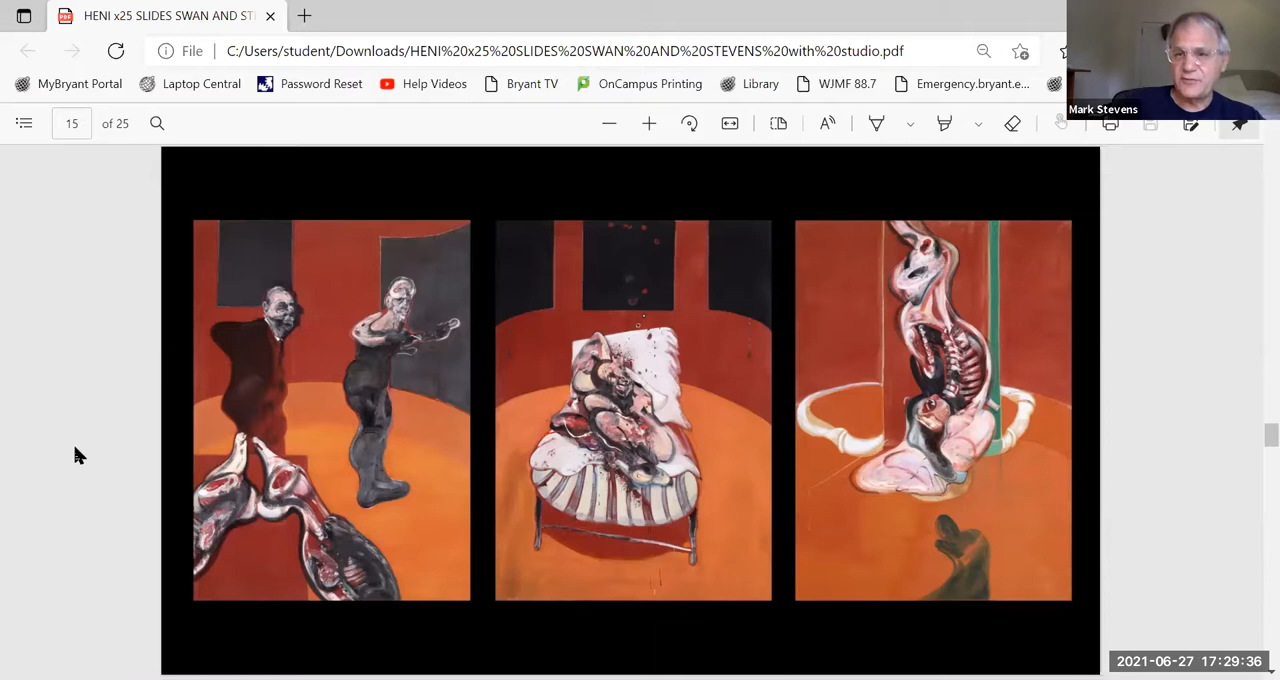 HENI x25 SLIDES SWAN AND ST
File C:/Users/student/Downloads/HENI%20x25%20SLIDES%20SWAN%20AND%20STEVENS%20with%20studio.pdf
MyBryant Portal Laptop Central Password Reset Help Videos Bryant TV OnCampus Printing Library WJMF 88.7 Emergency.bryant.e...
Mark Stevens
15 of 25
2021-06-27 17:29:36